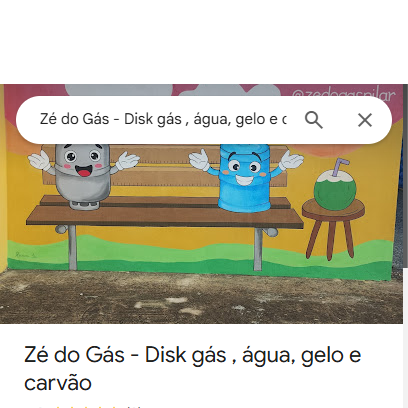 @zedogaspilar
Zé do Gás - Disk gás , água, gelo e c
Zé do Gás - Disk gás , água, gelo e
carvão